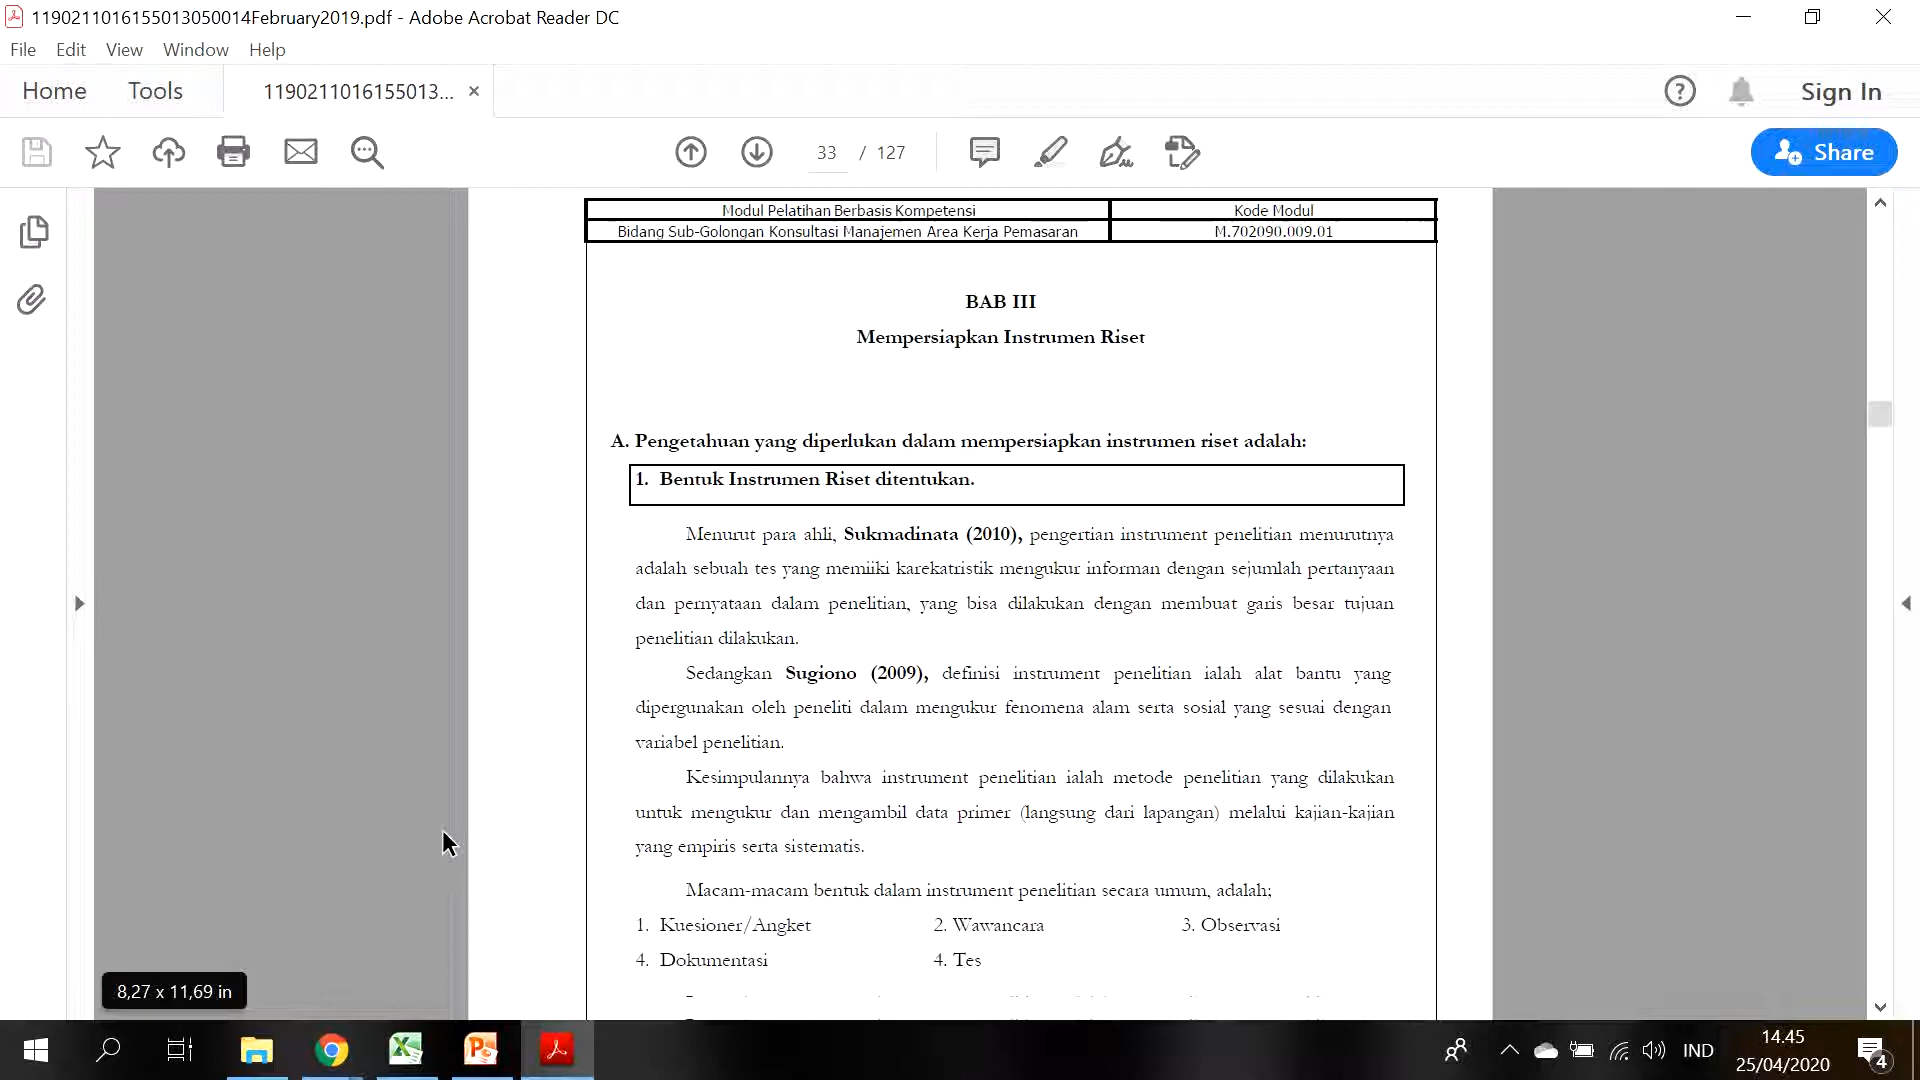 1190211016155013050014February2019.pdf - Adobe Acrobat Reader DC
File Edit View Window Help
Home Tools 1190211016155013... ×
Sign In
33 / 127
Share
Modul Pelatihan Berbasis Kompetensi Kode Modul
Bidang Sub-Golongan Konsultasi Manajemen Area Kerja Pemasaran M.702090.009.01
BAB III
Mempersiapkan Instrumen Riset
A. Pengetahuan yang diperlukan dalam mempersiapkan instrumen riset adalah:
1. Bentuk Instrumen Riset ditentukan.
Menurut para ahli, Sukmadinata (2010), pengertian instrument penelitian menurutnya
adalah sebuah tes yang memiiki karekatristik mengukur informan dengan sejumlah pertanyaan
dan pernyataan dalam penelitian, yang bisa dilakukan dengan membuat garis besar tujuan
penelitian dilakukan.
Sedangkan Sugiono (2009), definisi instrument penelitian ialah alat bantu yang
dipergunakan oleh peneliti dalam mengukur fenomena alam serta sosial yang sesuai dengan
variabel penelitian.
Kesimpulannya bahwa instrument penelitian ialah metode penelitian yang dilakukan
untuk mengukur dan mengambil data primer (langsung dari lapangan) melalui kajian-kajian
yang empiris serta sistematis.
Macam-macam bentuk dalam instrument penelitian secara umum, adalah;
1. Kuesioner/Angket 2. Wawancara 3. Observasi
4. Dokumentasi 4. Tes
8,27 x 11,69 in
IND
14.45
25/04/2020
4